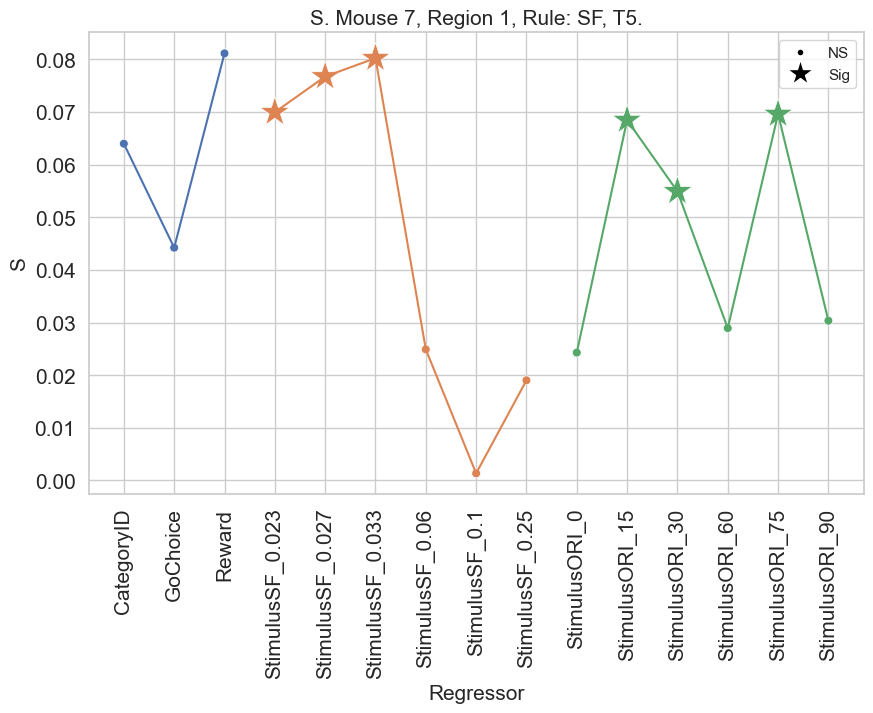 S. Mouse 7, Region 1, Rule: SF, T5.
NS
Sig
S
0.08
0.07
0.06
0.05
0.04
0.03
0.02
0.01
0.00
CategoryID
GoChoice
Reward
StimulusSF_0.023
StimulusSF_0.027
StimulusSF_0.033
StimulusSF_0.06
StimulusSF_0.1
StimulusSF_0.25
StimulusORI_0
StimulusORI_15
StimulusORI_30
StimulusORI_60
StimulusORI_75
StimulusORI_90
Regressor